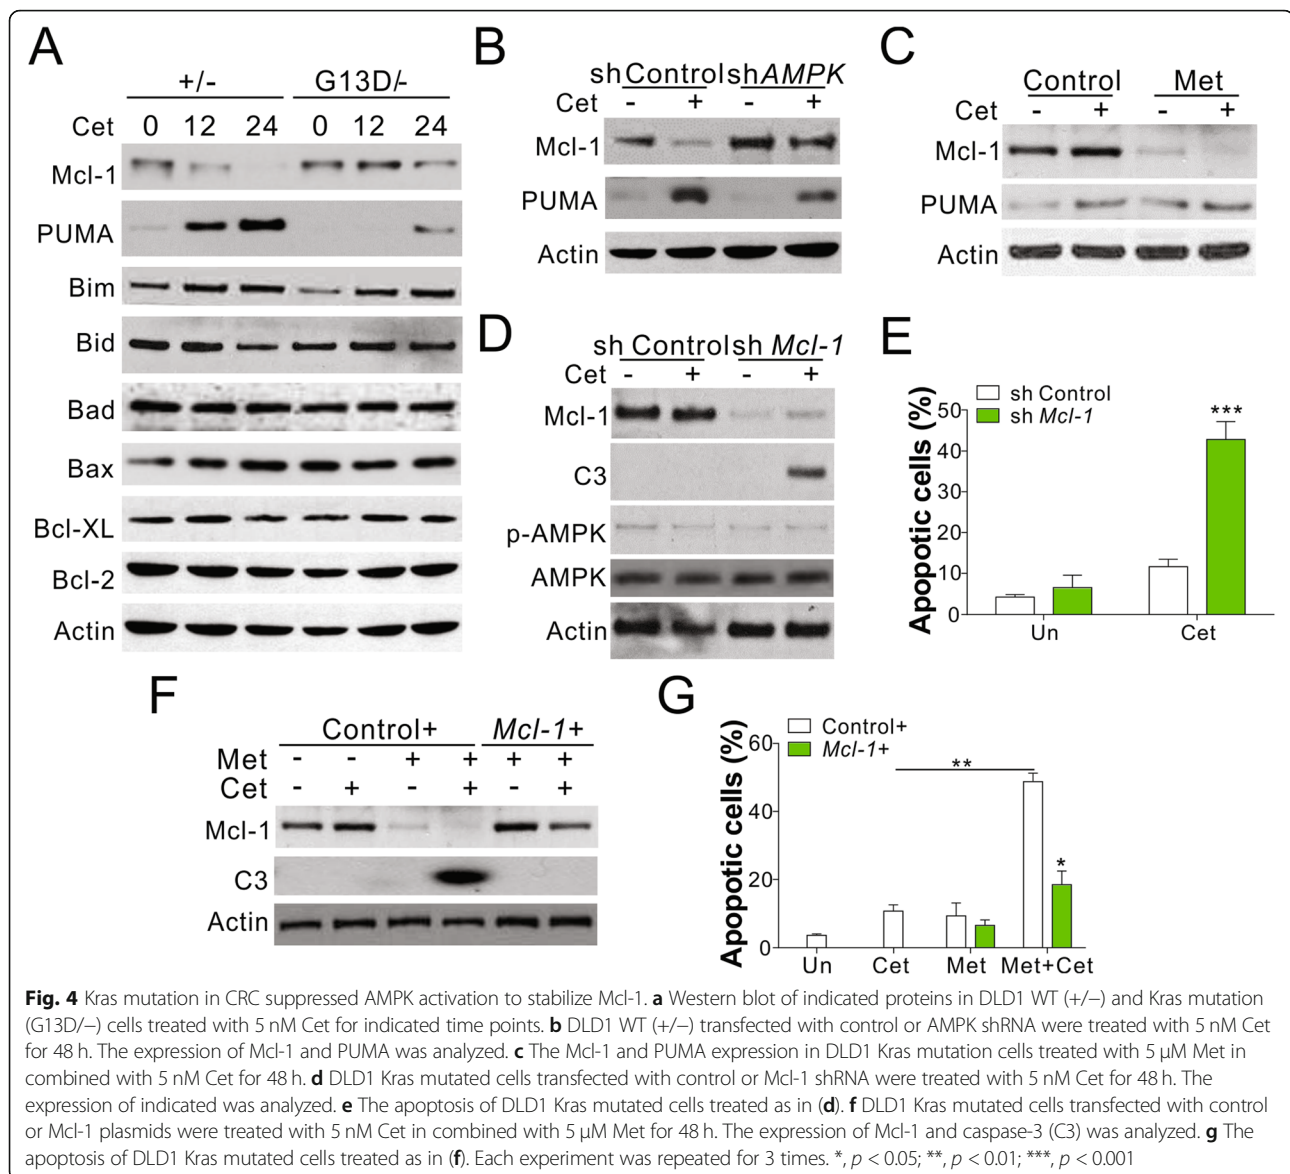 A
+/- G13D/-
Cet 0 12 24 0 12 24
Mcl-1
PUMA
Bim
Bid
Bad
Bax
Bcl-XL
Bcl-2
Actin
B
sh Control sh AMPK
Cet - + - +
Mcl-1
PUMA
Actin
C
Control Met
Cet - + - +
Mcl-1
PUMA
Actin
D
sh Control sh Mcl-1
Cet - + - +
Mcl-1
C3
p-AMPK
AMPK
Actin
E
sh Control
sh Mcl-1
Apopotic cells (%)
50
40
30
20
10
0
***
Un Cet
F
Control+ Mcl-1+
Met - - + + + +
Cet - + - + - +
Mcl-1
C3
Actin
G
Control+
Mcl-1+
Apopotic cells (%)
60
40
20
0
**
*
Un Cet Met Met+Cet
Fig. 4 Kras mutation in CRC suppressed AMPK activation to stabilize Mcl-1. a Western blot of indicated proteins in DLD1 WT (+/−) and Kras mutation
(G13D/−) cells treated with 5 nM Cet for indicated time points. b DLD1 WT (+/−) transfected with control or AMPK shRNA were treated with 5 nM Cet
for 48 h. The expression of Mcl-1 and PUMA was analyzed. c The Mcl-1 and PUMA expression in DLD1 Kras mutation cells treated with 5 μM Met in
combined with 5 nM Cet for 48 h. d DLD1 Kras mutated cells transfected with control or Mcl-1 shRNA were treated with 5 nM Cet for 48 h. The
expression of indicated was analyzed. e The apoptosis of DLD1 Kras mutated cells treated as in (d). f DLD1 Kras mutated cells transfected with control
or Mcl-1 plasmids were treated with 5 nM Cet in combined with 5 μM Met for 48 h. The expression of Mcl-1 and caspase-3 (C3) was analyzed. g The
apoptosis of DLD1 Kras mutated cells treated as in (f). Each experiment was repeated for 3 times. *, p < 0.05; **, p < 0.01; ***, p < 0.001